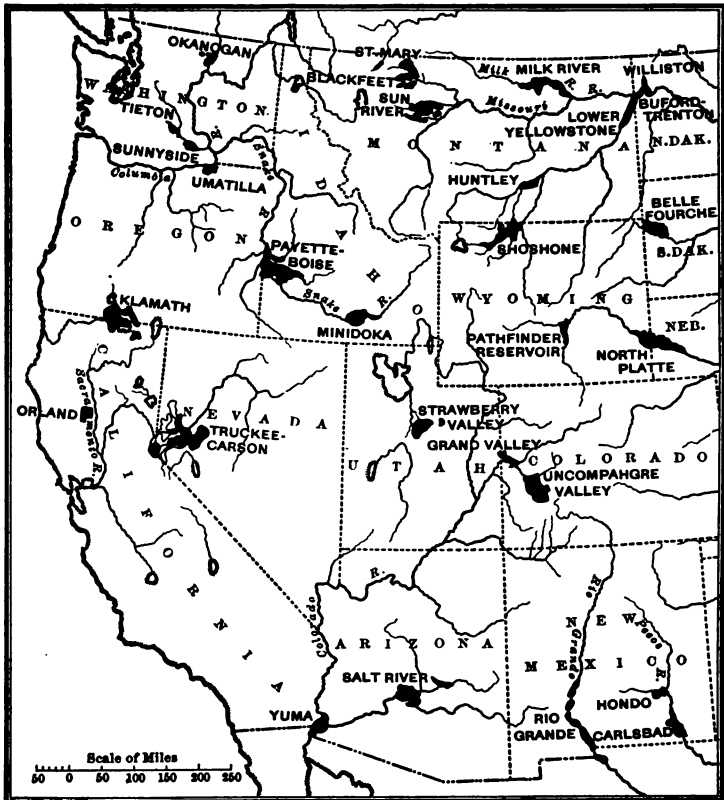 OKANOGAN
ST. MARY
BLACKFEET
Milk
MILK RIVER
R.
WILLISTON
WASHINGTON
TIETON
SUN
RIVER
Missouri
R.
LOWER
YELLOWSTONE
BUFORD-
TRENTON
MONTANA
N.DAK.
SUNNYSIDE
Snake
R.
Columbia
UMATILLA
HUNTLEY
IDAHO
BELLE
FOURCHE
OREGON
PAYETTE-
BOISE
SHOSHONE
S.DAK.
Snake
R.
KLAMATH
MINIDOKA
WYOMING
NEB.
PATHFINDER
RESERVOIR
NORTH
PLATTE
CALIFORNIA
Sacramento R.
ORLAND
NEVADA
TRUCKEE-
CARSON
STRAWBERRY
VALLEY
GRAND VALLEY
UTAH
COLORADO
UNCOMPAHGRE
VALLEY
Colorado
R.
Rio Grande
NEW
MEXICO
Pecos R.
ARIZONA
SALT RIVER
YUMA
RIO
GRANDE
HONDO
CARLSBAD
Scale of Miles
50 0 50 100 150 200 250